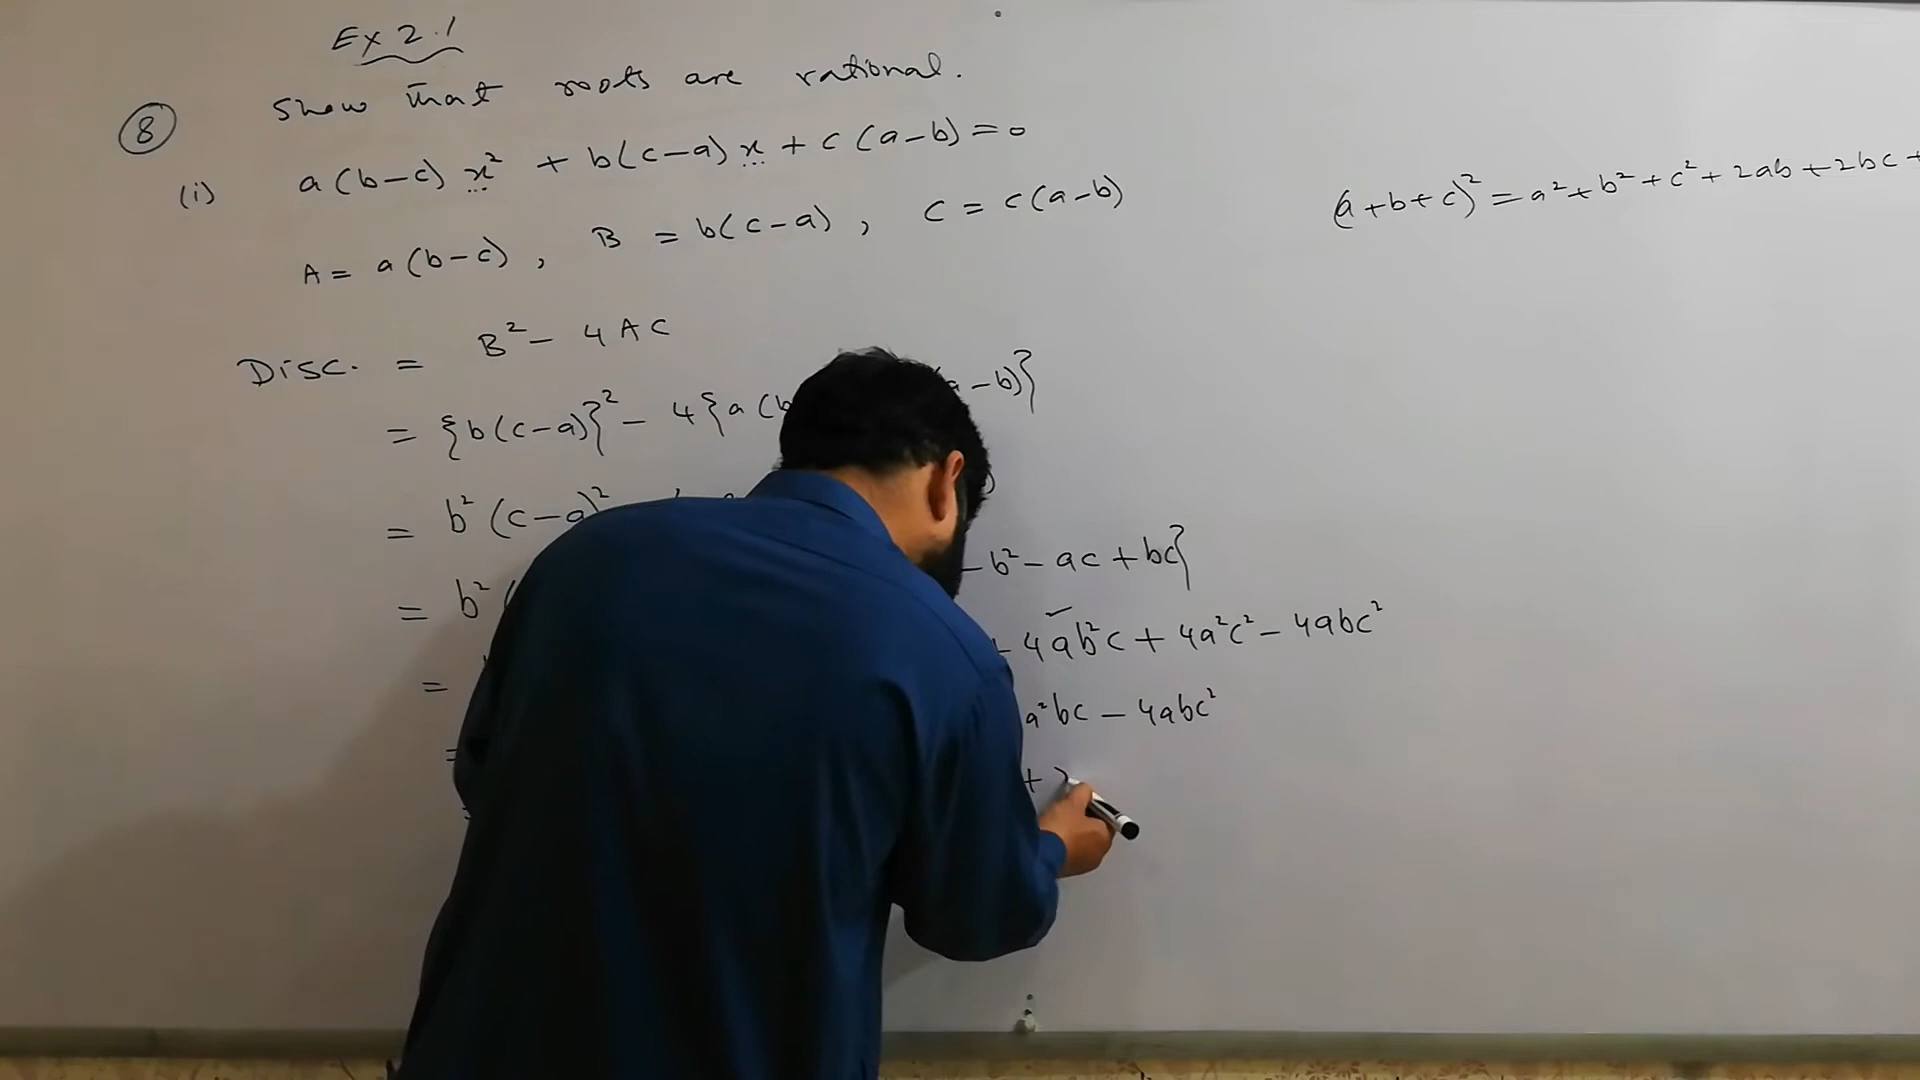 Ex 2.1
Show that roots are rational.
8
(i) a(b-c)x² + b(c-a)x + c(a-b)=0
(a+b+c)² = a²+b²+c²+2ab+2bc+
A = a(b-c), B = b(c-a), C = c(a-b)
Disc. = B² - 4AC
= {b(c-a)}² - 4{a(b -b)}
= b²(c-a)²
= b² -b²-ac+bc}
= 4ab²c + 4a²c² - 4abc²
= a²bc - 4abc²
= +